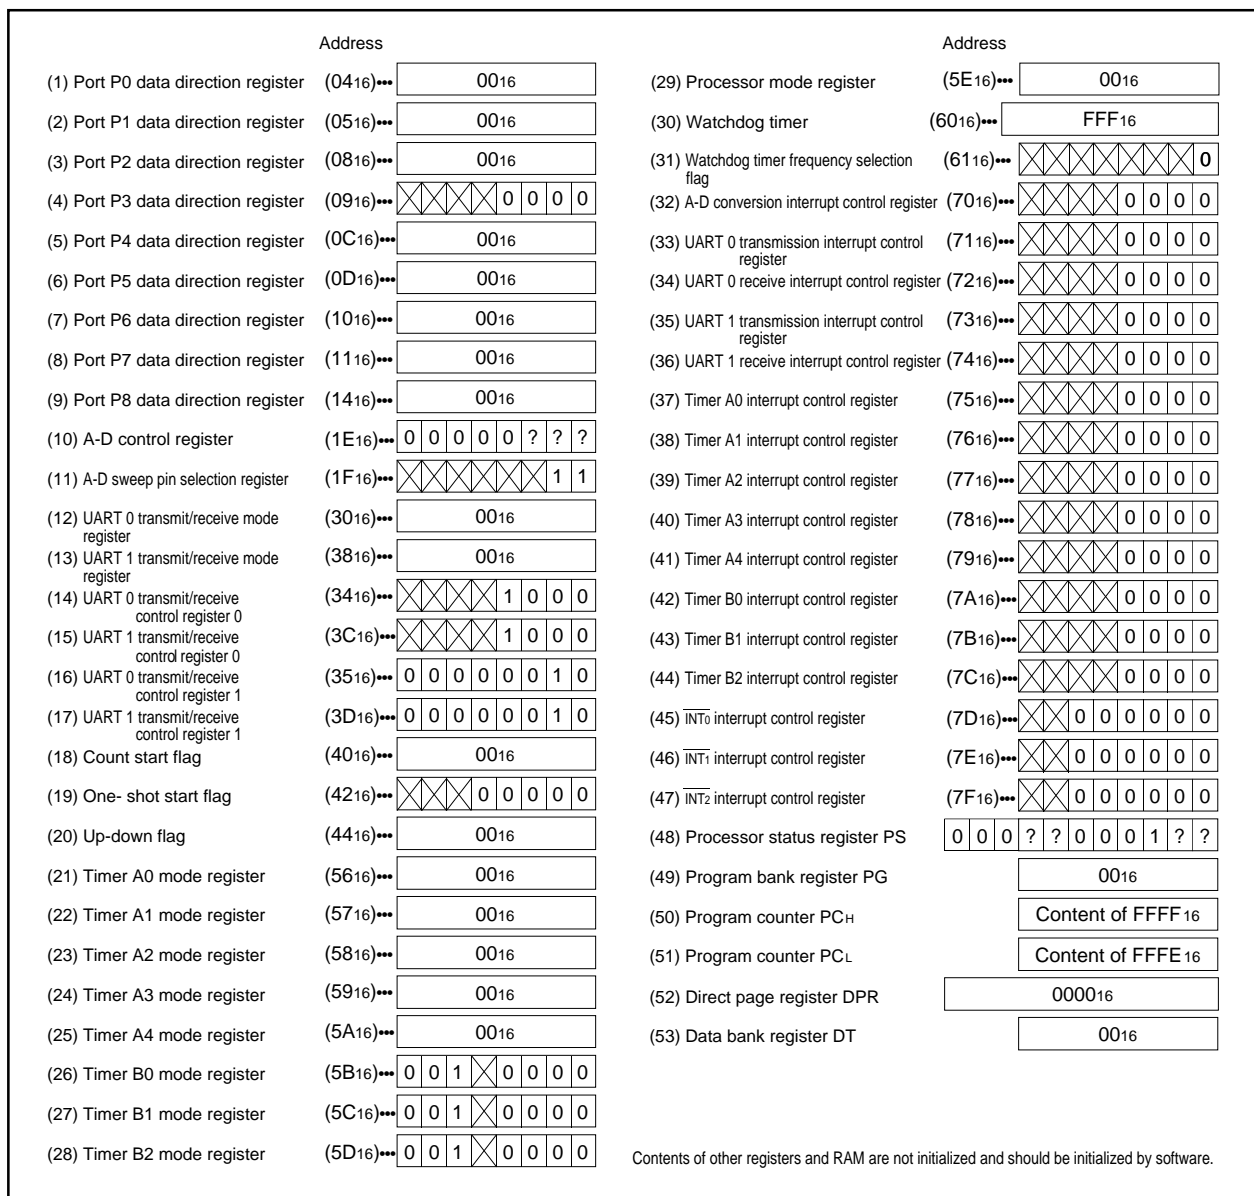 Address
(1) Port P0 data direction register (0416)••• 0016
(2) Port P1 data direction register (0516)••• 0016
(3) Port P2 data direction register (0816)••• 0016
(4) Port P3 data direction register (0916)••• 0 0 0 0
(5) Port P4 data direction register (0C16)••• 0016
(6) Port P5 data direction register (0D16)••• 0016
(7) Port P6 data direction register (1016)••• 0016
(8) Port P7 data direction register (1116)••• 0016
(9) Port P8 data direction register (1416)••• 0016
(10) A-D control register (1E16)••• 0 0 0 0 0 ? ? ?
(11) A-D sweep pin selection register (1F16)••• 1 1
(12) UART 0 transmit/receive mode (3016)••• 0016
register
(13) UART 1 transmit/receive mode (3816)••• 0016
register
(14) UART 0 transmit/receive (3416)••• 1 0 0 0
control register 0
(15) UART 1 transmit/receive (3C16)••• 1 0 0 0
control register 0
(16) UART 0 transmit/receive (3516)••• 0 0 0 0 0 0 1 0
control register 1
(17) UART 1 transmit/receive (3D16)••• 0 0 0 0 0 0 1 0
control register 1
(18) Count start flag (4016)••• 0016
(19) One- shot start flag (4216)••• 0 0 0 0 0
(20) Up-down flag (4416)••• 0016
(21) Timer A0 mode register (5616)••• 0016
(22) Timer A1 mode register (5716)••• 0016
(23) Timer A2 mode register (5816)••• 0016
(24) Timer A3 mode register (5916)••• 0016
(25) Timer A4 mode register (5A16)••• 0016
(26) Timer B0 mode register (5B16)••• 0 0 1 0 0 0 0
(27) Timer B1 mode register (5C16)••• 0 0 1 0 0 0 0
(28) Timer B2 mode register (5D16)••• 0 0 1 0 0 0 0
Address
(29) Processor mode register (5E16)••• 0016
(30) Watchdog timer (6016)••• FFF16
(31) Watchdog timer frequency selection (6116)••• 0
flag
(32) A-D conversion interrupt control register (7016)••• 0 0 0 0
(33) UART 0 transmission interrupt control (7116)••• 0 0 0 0
register
(34) UART 0 receive interrupt control register (7216)••• 0 0 0 0
(35) UART 1 transmission interrupt control (7316)••• 0 0 0 0
register
(36) UART 1 receive interrupt control register (7416)••• 0 0 0 0
(37) Timer A0 interrupt control register (7516)••• 0 0 0 0
(38) Timer A1 interrupt control register (7616)••• 0 0 0 0
(39) Timer A2 interrupt control register (7716)••• 0 0 0 0
(40) Timer A3 interrupt control register (7816)••• 0 0 0 0
(41) Timer A4 interrupt control register (7916)••• 0 0 0 0
(42) Timer B0 interrupt control register (7A16)••• 0 0 0 0
(43) Timer B1 interrupt control register (7B16)••• 0 0 0 0
(44) Timer B2 interrupt control register (7C16)••• 0 0 0 0
(45) INT0 interrupt control register (7D16)••• 0 0 0 0 0 0
(46) INT1 interrupt control register (7E16)••• 0 0 0 0 0 0
(47) INT2 interrupt control register (7F16)••• 0 0 0 0 0 0
(48) Processor status register PS 0 0 0 ? ? 0 0 0 1 ? ?
(49) Program bank register PG 0016
(50) Program counter PCH Content of FFFF16
(51) Program counter PCL Content of FFFE16
(52) Direct page register DPR 000016
(53) Data bank register DT 0016
Contents of other registers and RAM are not initialized and should be initialized by software.